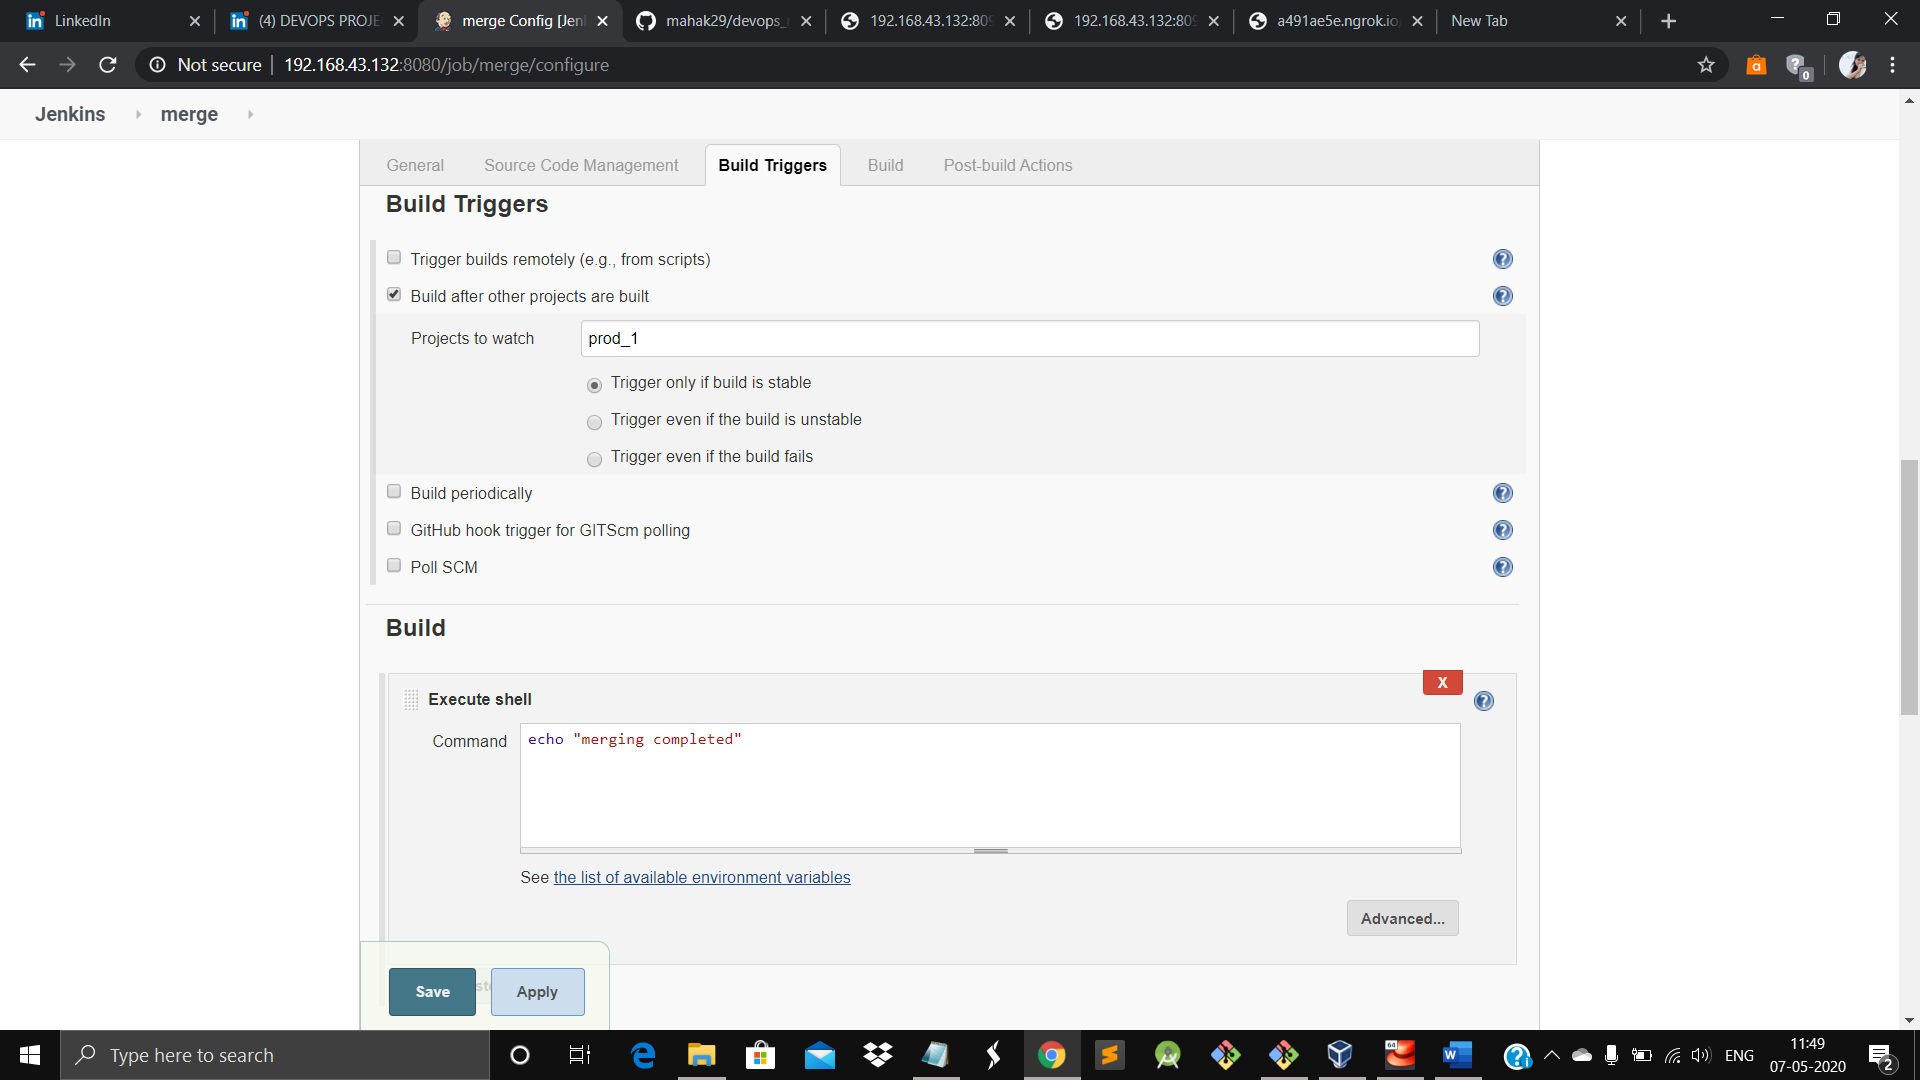 LinkedIn
(4) DEVOPS PROJE
merge Config [Jen
mahak29/devops_
192.168.43.132:809
192.168.43.132:809
a491ae5e.ngrok.io
New Tab
Not secure
192.168.43.132:8080/job/merge/configure
Jenkins
merge
General
Source Code Management
Build Triggers
Build
Post-build Actions
Build Triggers
Trigger builds remotely (e.g., from scripts)
Build after other projects are built
Projects to watch
prod_1
Trigger only if build is stable
Trigger even if the build is unstable
Trigger even if the build fails
Build periodically
GitHub hook trigger for GITScm polling
Poll SCM
Build
X
Execute shell
Command
echo "merging completed"
See the list of available environment variables
Advanced...
Save
Apply
Type here to search
ENG
11:49
07-05-2020
2